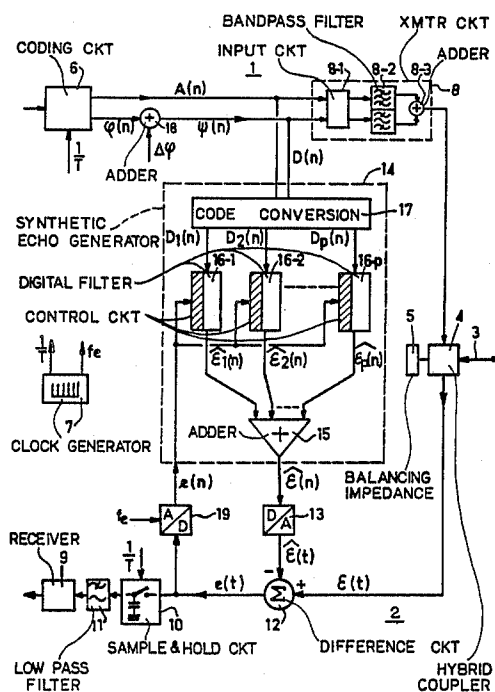 BANDPASS FILTER XMTR CKT
CODING CKT INPUT CKT ADDER
6 8-1 8-2 8-3 8
A(n) 1
φ(n) 18 ψ(n)
1/T Δφ
ADDER
D(n)
14
SYNTHETIC
ECHO GENERATOR
CODE CONVERSION 17
D1(n) D2(n) Dp(n)
DIGITAL FILTER 16-1 16-2 16-p
CONTROL CKT
1/T fe
ε̂1(n) ε̂2(n) ε̂p(n)
5 4 3
7
CLOCK GENERATOR
ADDER + 15
BALANCING
IMPEDANCE
e(n) ε̂(n)
fe A/D 19 D/A 13
RECEIVER
9 1/T ε̂(t)
e(t) - + ε(t)
Σ
11 10 12 2
SAMPLE & HOLD CKT DIFFERENCE CKT
LOW PASS
FILTER
HYBRID
COUPLER